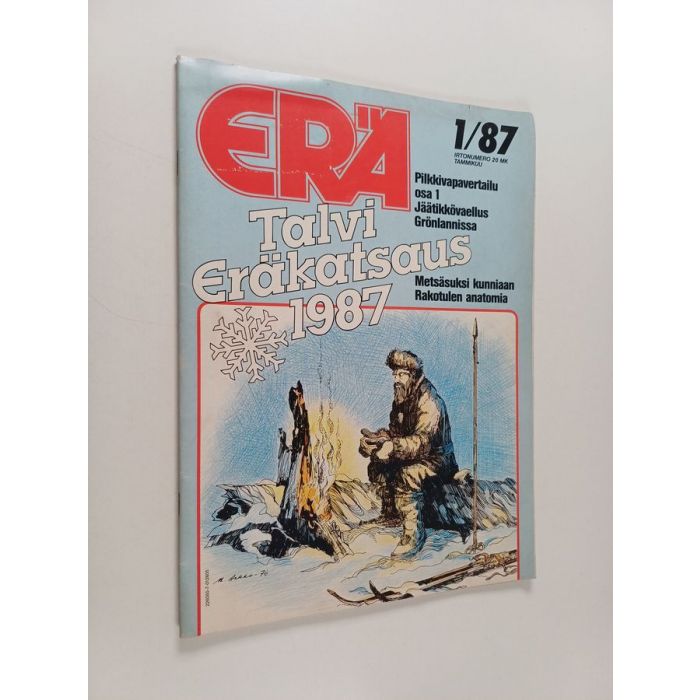 ERÄ
1/87
IRTONUMERO 20 MK
TAMMIKUU
Pilkkivapavertailu
osa 1
Jäätikkövaellus
Grönlannissa
Talvi
Eräkatsaus
1987
Metsäsuksi kunniaan
Rakotulen anatomia